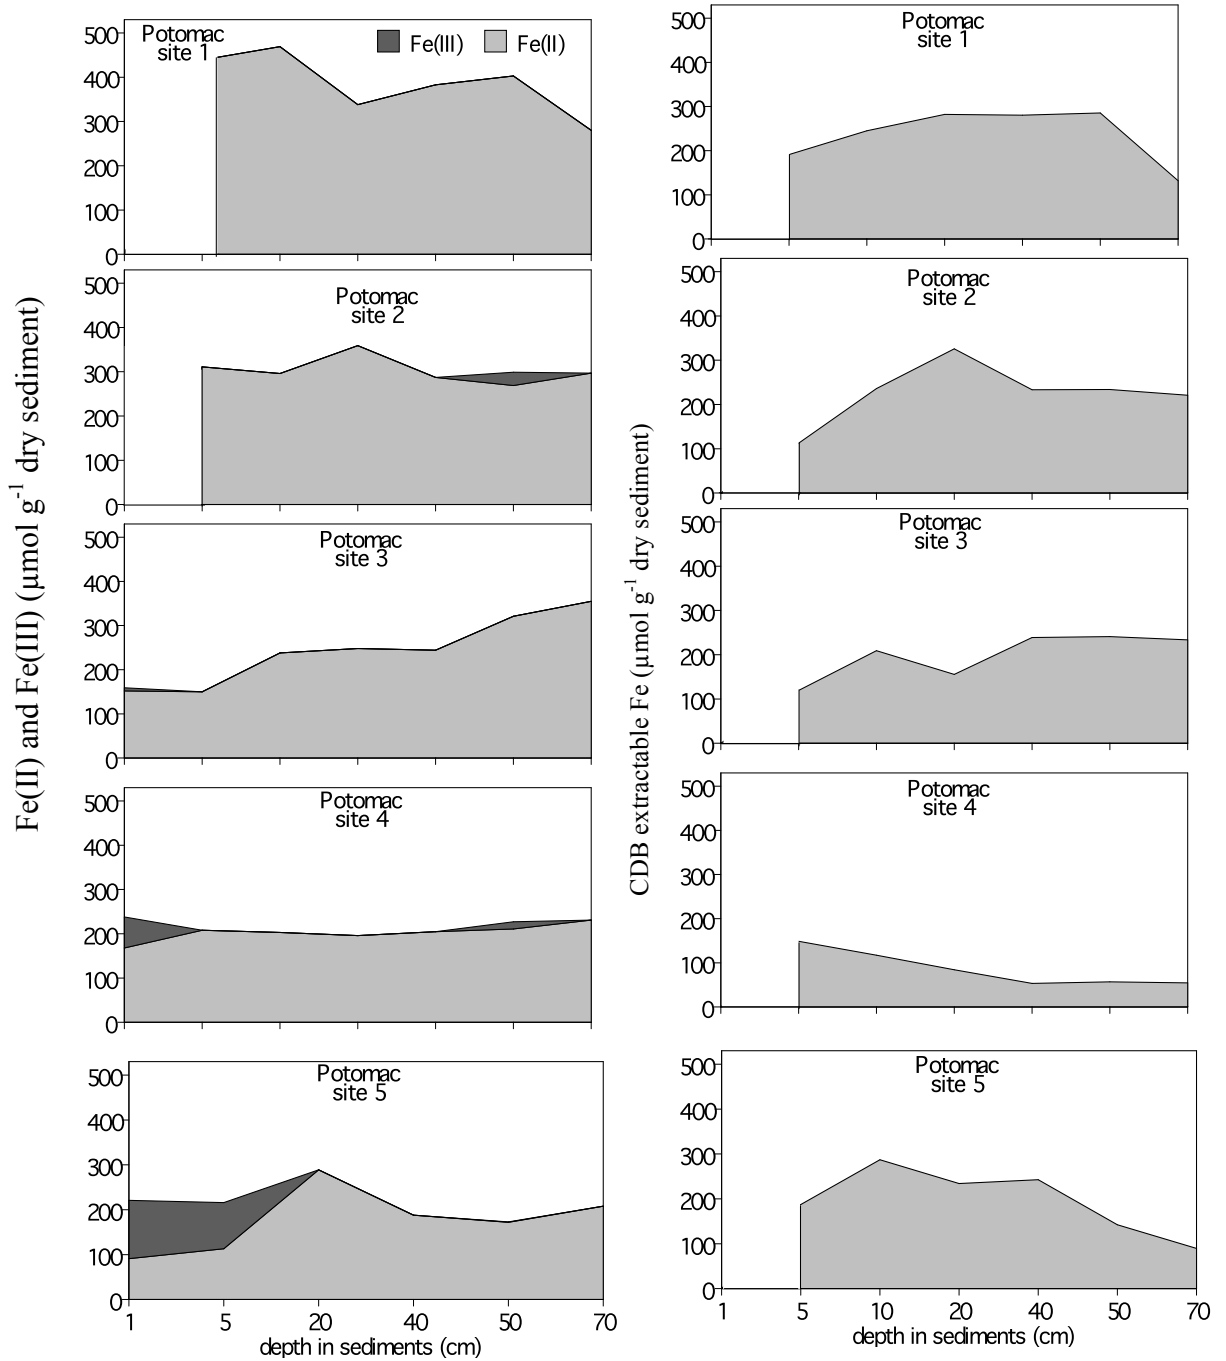 Fe(II) and Fe(III) (µmol g-1 dry sediment)
Potomac
site 1
Fe(III)
Fe(II)
500
400
300
200
100
0
Potomac
site 2
500
400
300
200
100
0
Potomac
site 3
500
400
300
200
100
0
Potomac
site 4
500
400
300
200
100
0
Potomac
site 5
500
400
300
200
100
0
1 5 20 40 50 70
depth in sediments (cm)
CDB extractable Fe (µmol g-1 dry sediment)
Potomac
site 1
500
400
300
200
100
0
Potomac
site 2
500
400
300
200
100
0
Potomac
site 3
500
400
300
200
100
0
Potomac
site 4
500
400
300
200
100
0
Potomac
site 5
500
400
300
200
100
0
1 5 10 20 40 50 70
depth in sediments (cm)